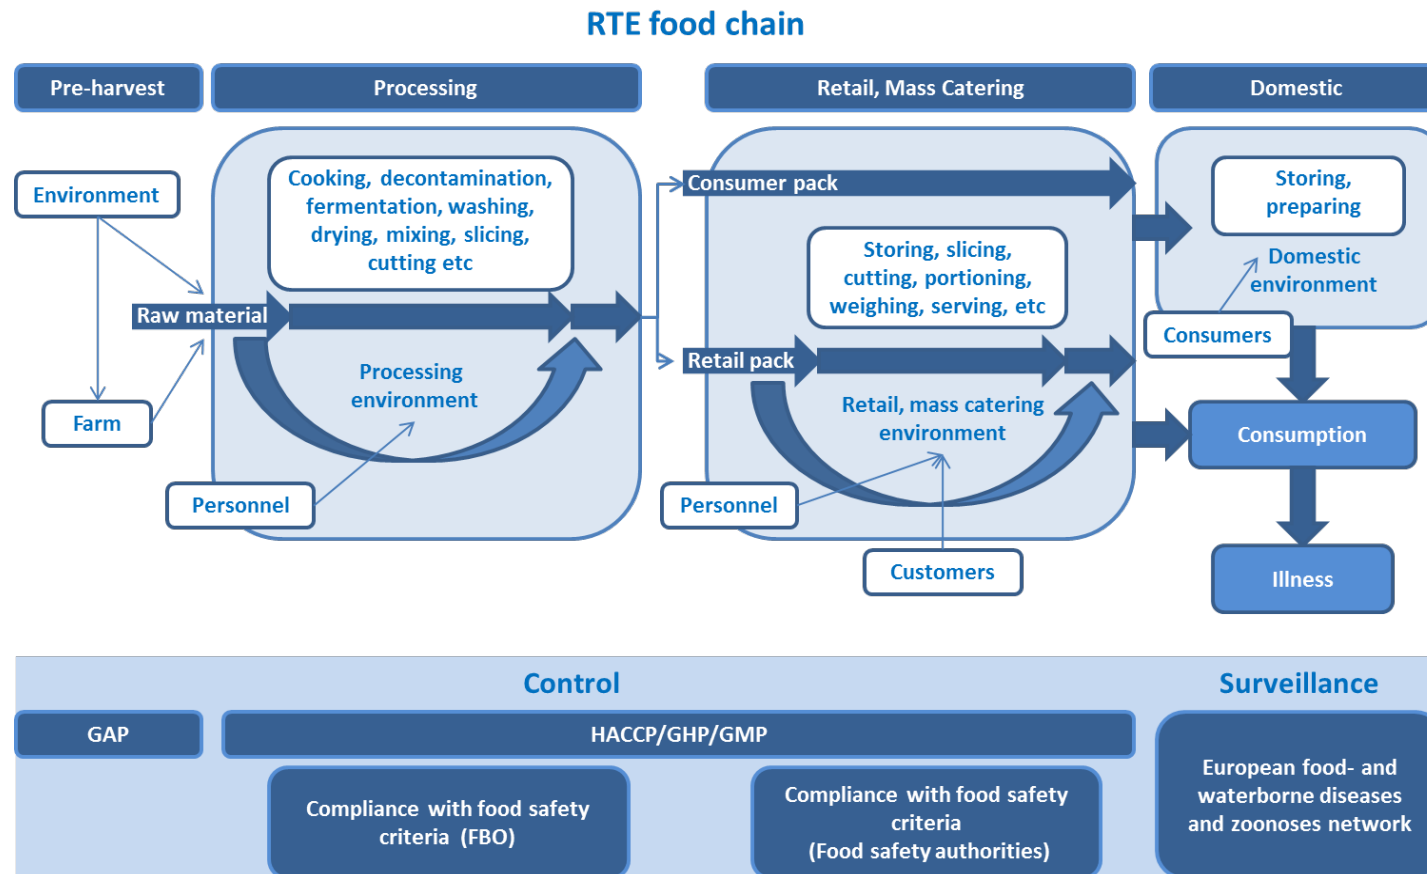 RTE food chain
Pre-harvest
Processing
Retail, Mass Catering
Domestic
Environment
Farm
Raw material
Cooking, decontamination,
fermentation, washing,
drying, mixing, slicing,
cutting etc
Processing
environment
Personnel
Consumer pack
Storing, slicing,
cutting, portioning,
weighing, serving, etc
Retail pack
Retail, mass catering
environment
Personnel
Customers
Storing,
preparing
Domestic
environment
Consumers
Consumption
Illness
Control
Surveillance
GAP
HACCP/GHP/GMP
Compliance with food safety
criteria (FBO)
Compliance with food safety
criteria
(Food safety authorities)
European food- and
waterborne diseases
and zoonoses network